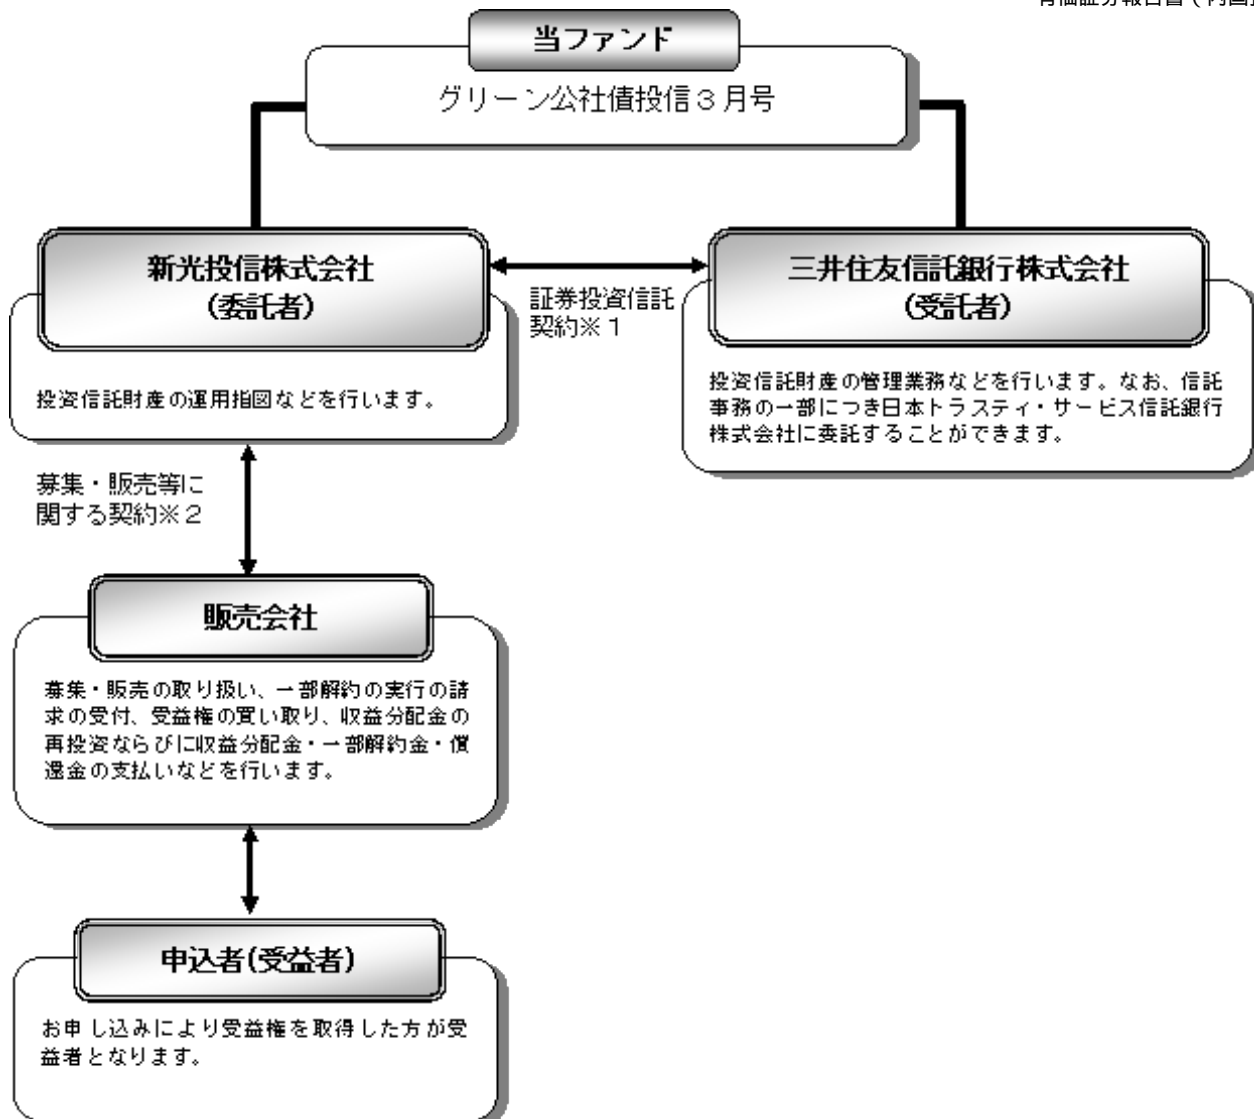 当ファンド
グリーン公社債投信３月号
新光投信株式会社
(委託者)
投資信託財産の運用指図などを行います。
証券投資信託
契約※１
三井住友信託銀行株式会社
(受託者)
投資信託財産の管理業務などを行います。なお、信託
事務の一部につき日本トラスティ・サービス信託銀行
株式会社に委託することができます。
募集・販売等に
関する契約※２
販売会社
募集・販売の取り扱い、一部解約の実行の請
求の受付、受益権の買い取り、収益分配金の
再投資ならびに収益分配金・一部解約金・償
還金の支払いなどを行います。
申込者(受益者)
お申し込みにより受益権を取得した方が受
益者となります。